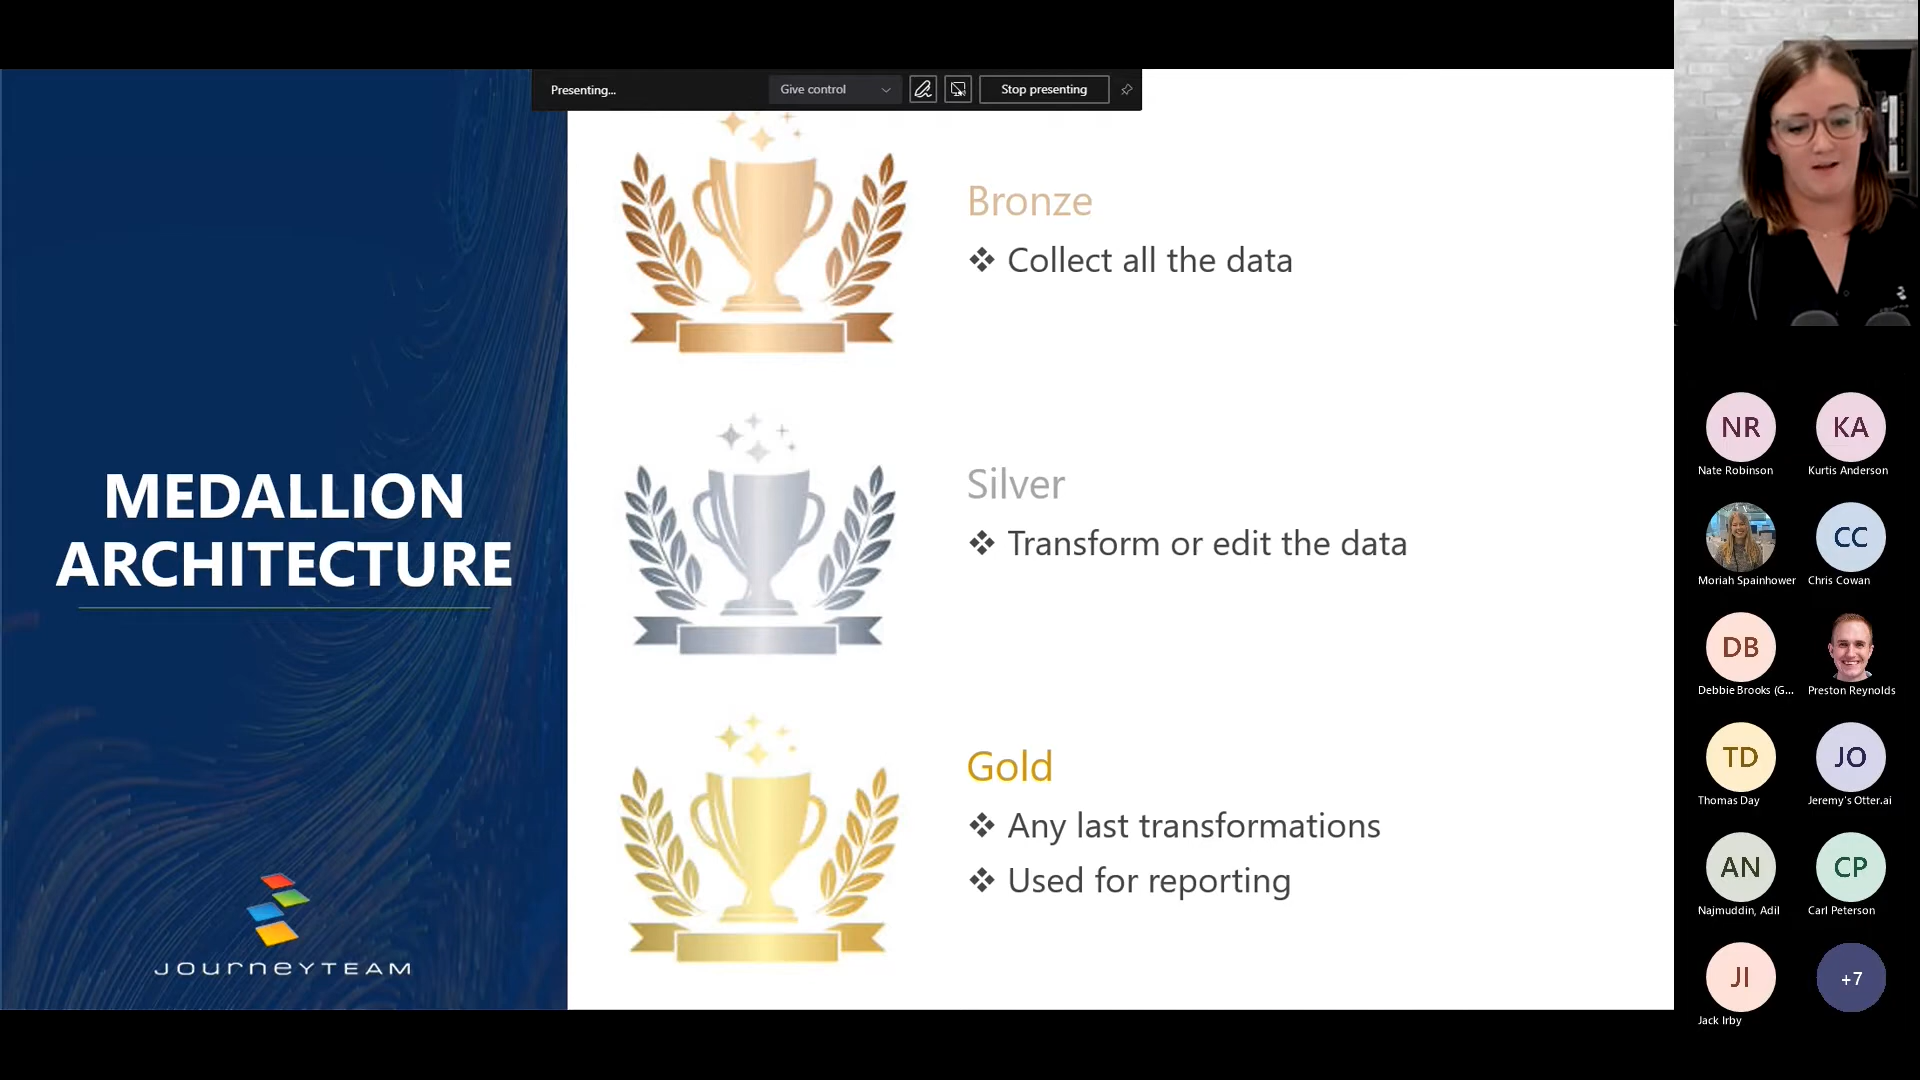 Presenting...
Give control
Stop presenting
MEDALLION
ARCHITECTURE
JOURNEYTEAM
Bronze
❖ Collect all the data
Silver
❖ Transform or edit the data
Gold
❖ Any last transformations
❖ Used for reporting
NR
KA
Nate Robinson
Kurtis Anderson
CC
Moriah Spainhower
Chris Cowan
DB
Debbie Brooks (G...
Preston Reynolds
TD
JO
Thomas Day
Jeremy's Otter.ai
AN
CP
Najmuddin, Adil
Carl Peterson
JI
+7
Jack Irby